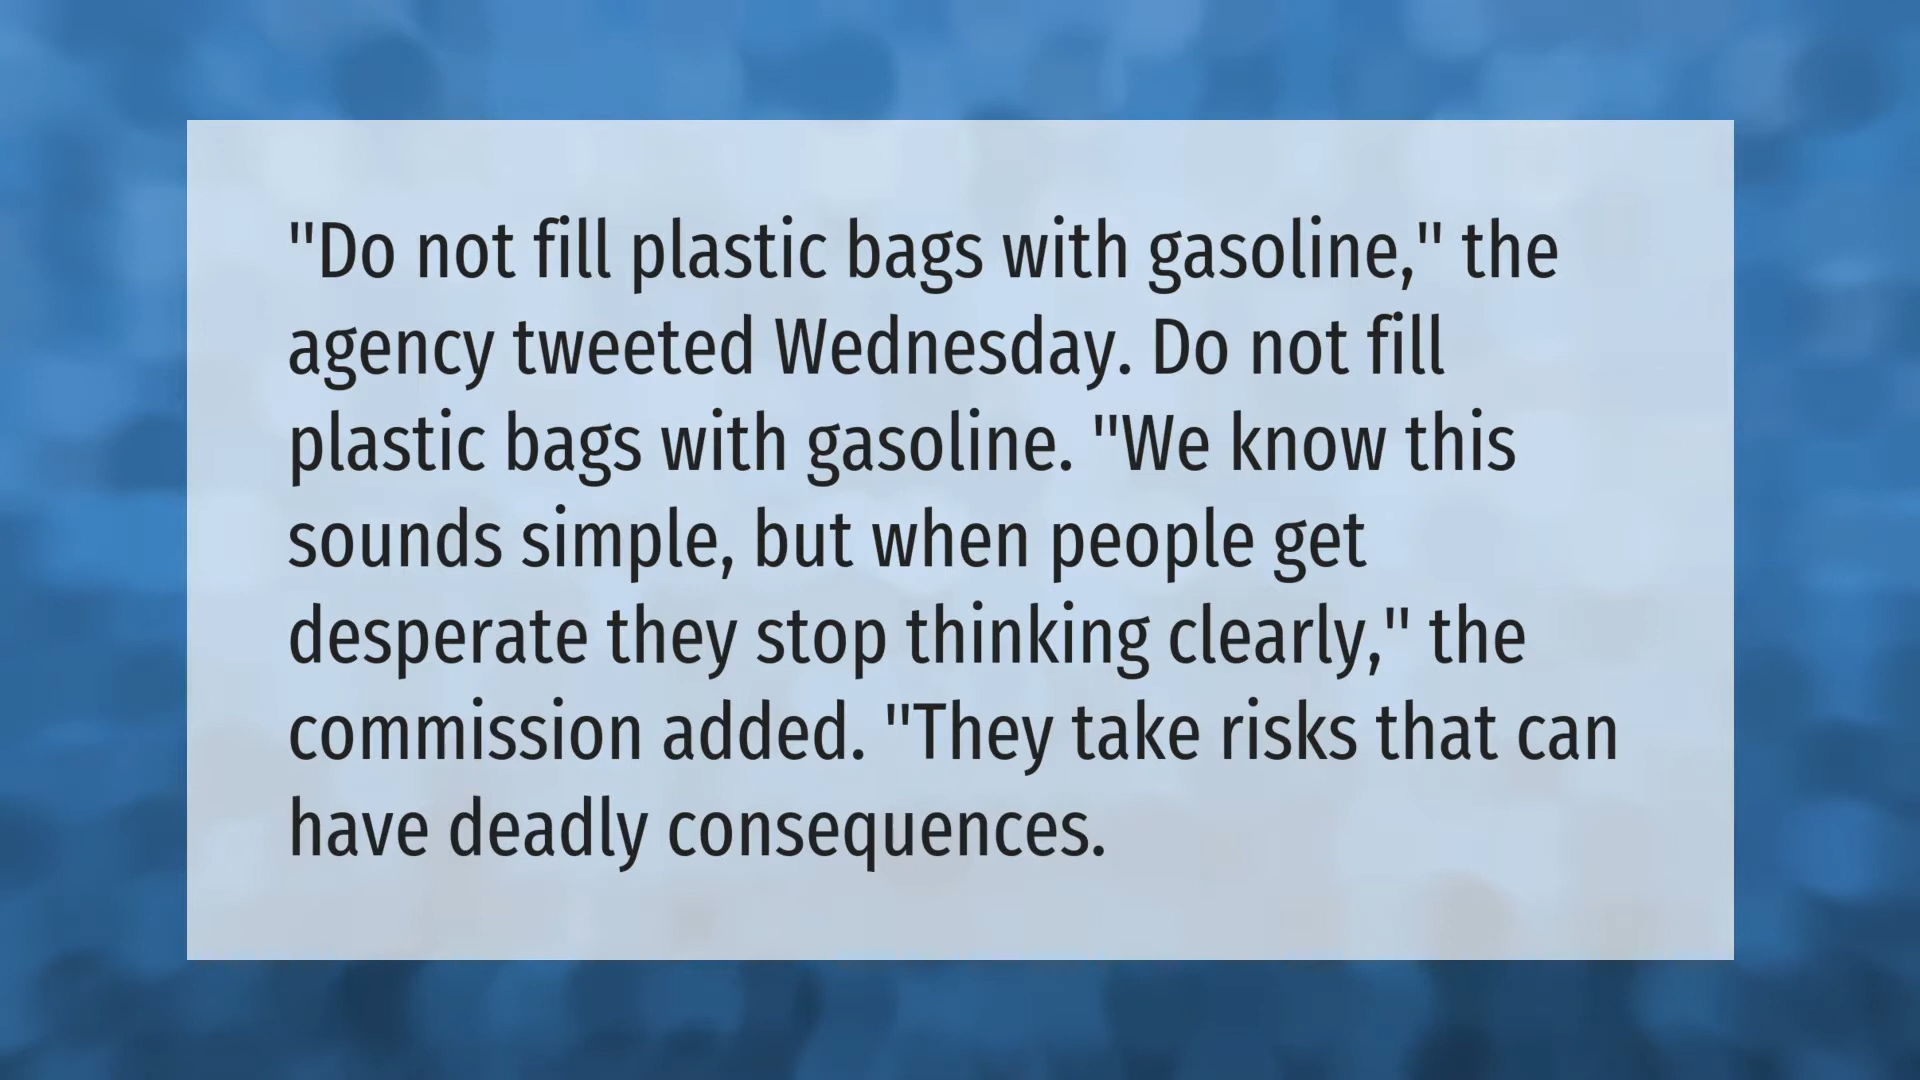 "Do not fill plastic bags with gasoline," the
agency tweeted Wednesday. Do not fill
plastic bags with gasoline. "We know this
sounds simple, but when people get
desperate they stop thinking clearly," the
commission added. "They take risks that can
have deadly consequences.